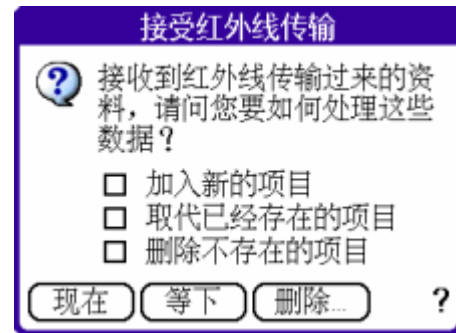 接受红外线传输
接收到红外线传输过来的资
料，请问您要如何处理这些
数据？
加入新的项目
取代已经存在的项目
删除不存在的项目
现在 等下 删除... ?